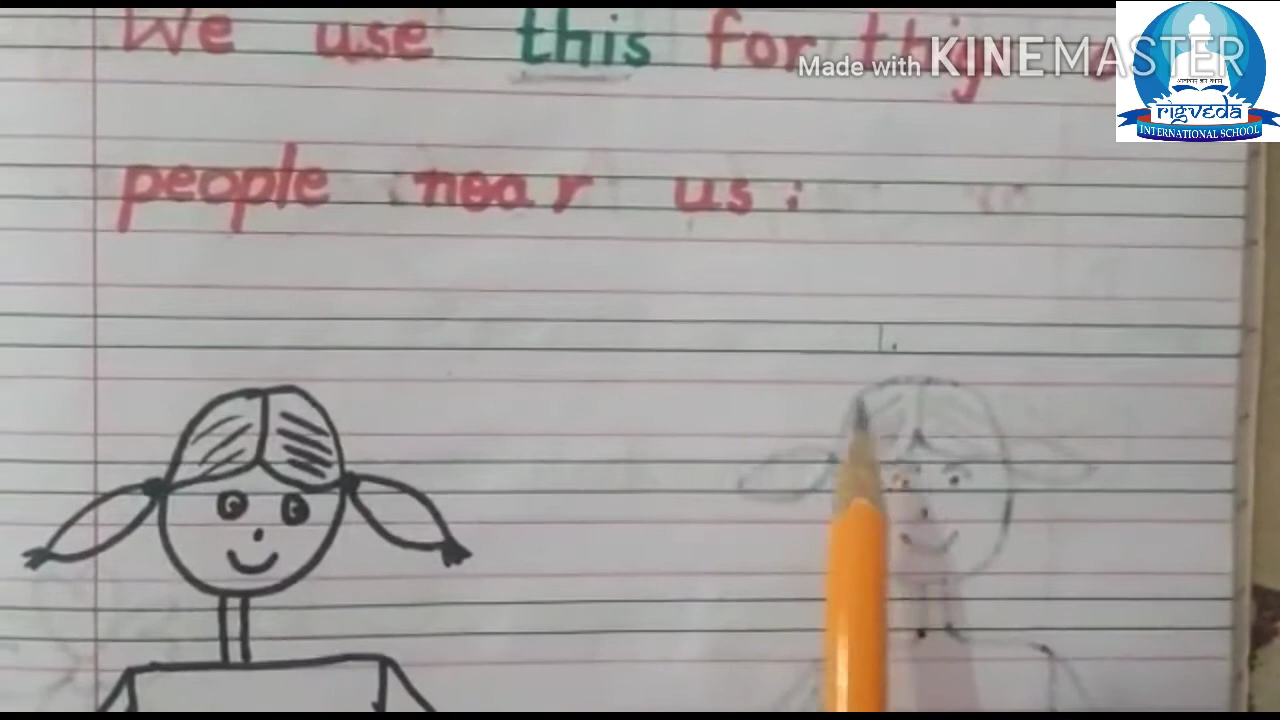 We use this for
Made with KINEMASTER
rigveda
INTERNATIONAL SCHOOL
people near us: